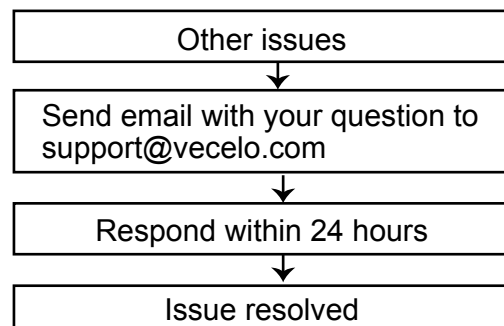 Other issues
Send email with your question to
support@vecelo.com
Respond within 24 hours
Issue resolved